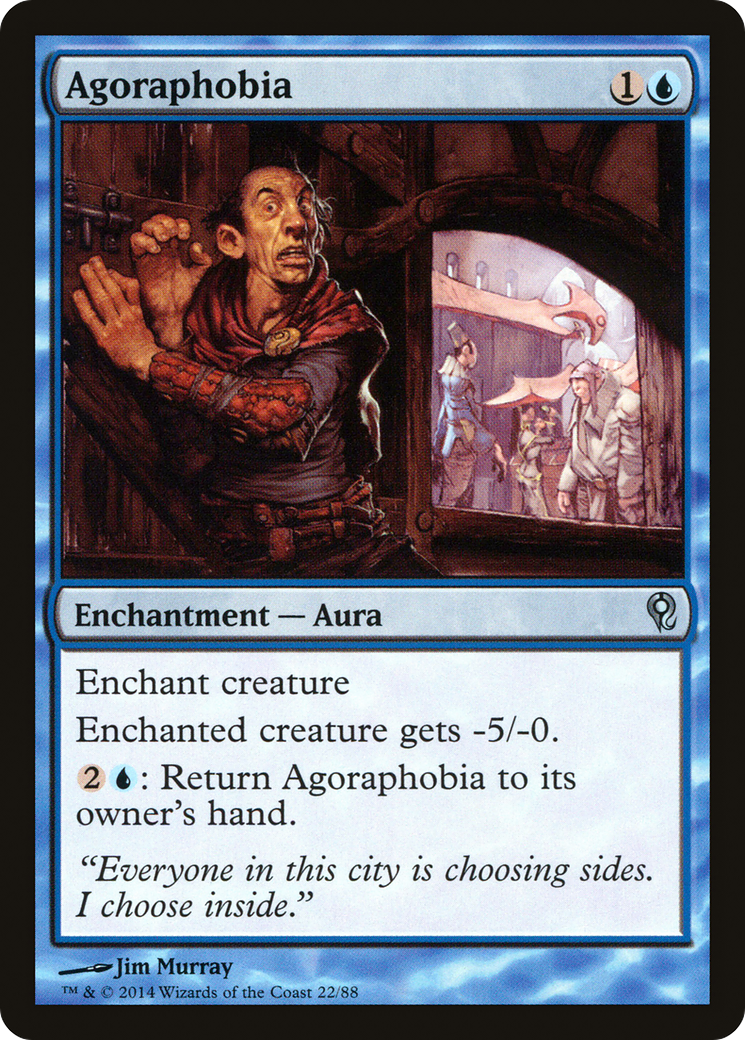 Agoraphobia 1
Enchantment — Aura
Enchant creature
Enchanted creature gets -5/-0.
2: Return Agoraphobia to its
owner's hand.
“Everyone in this city is choosing sides.
I choose inside.”
Jim Murray
™ & © 2014 Wizards of the Coast 22/88